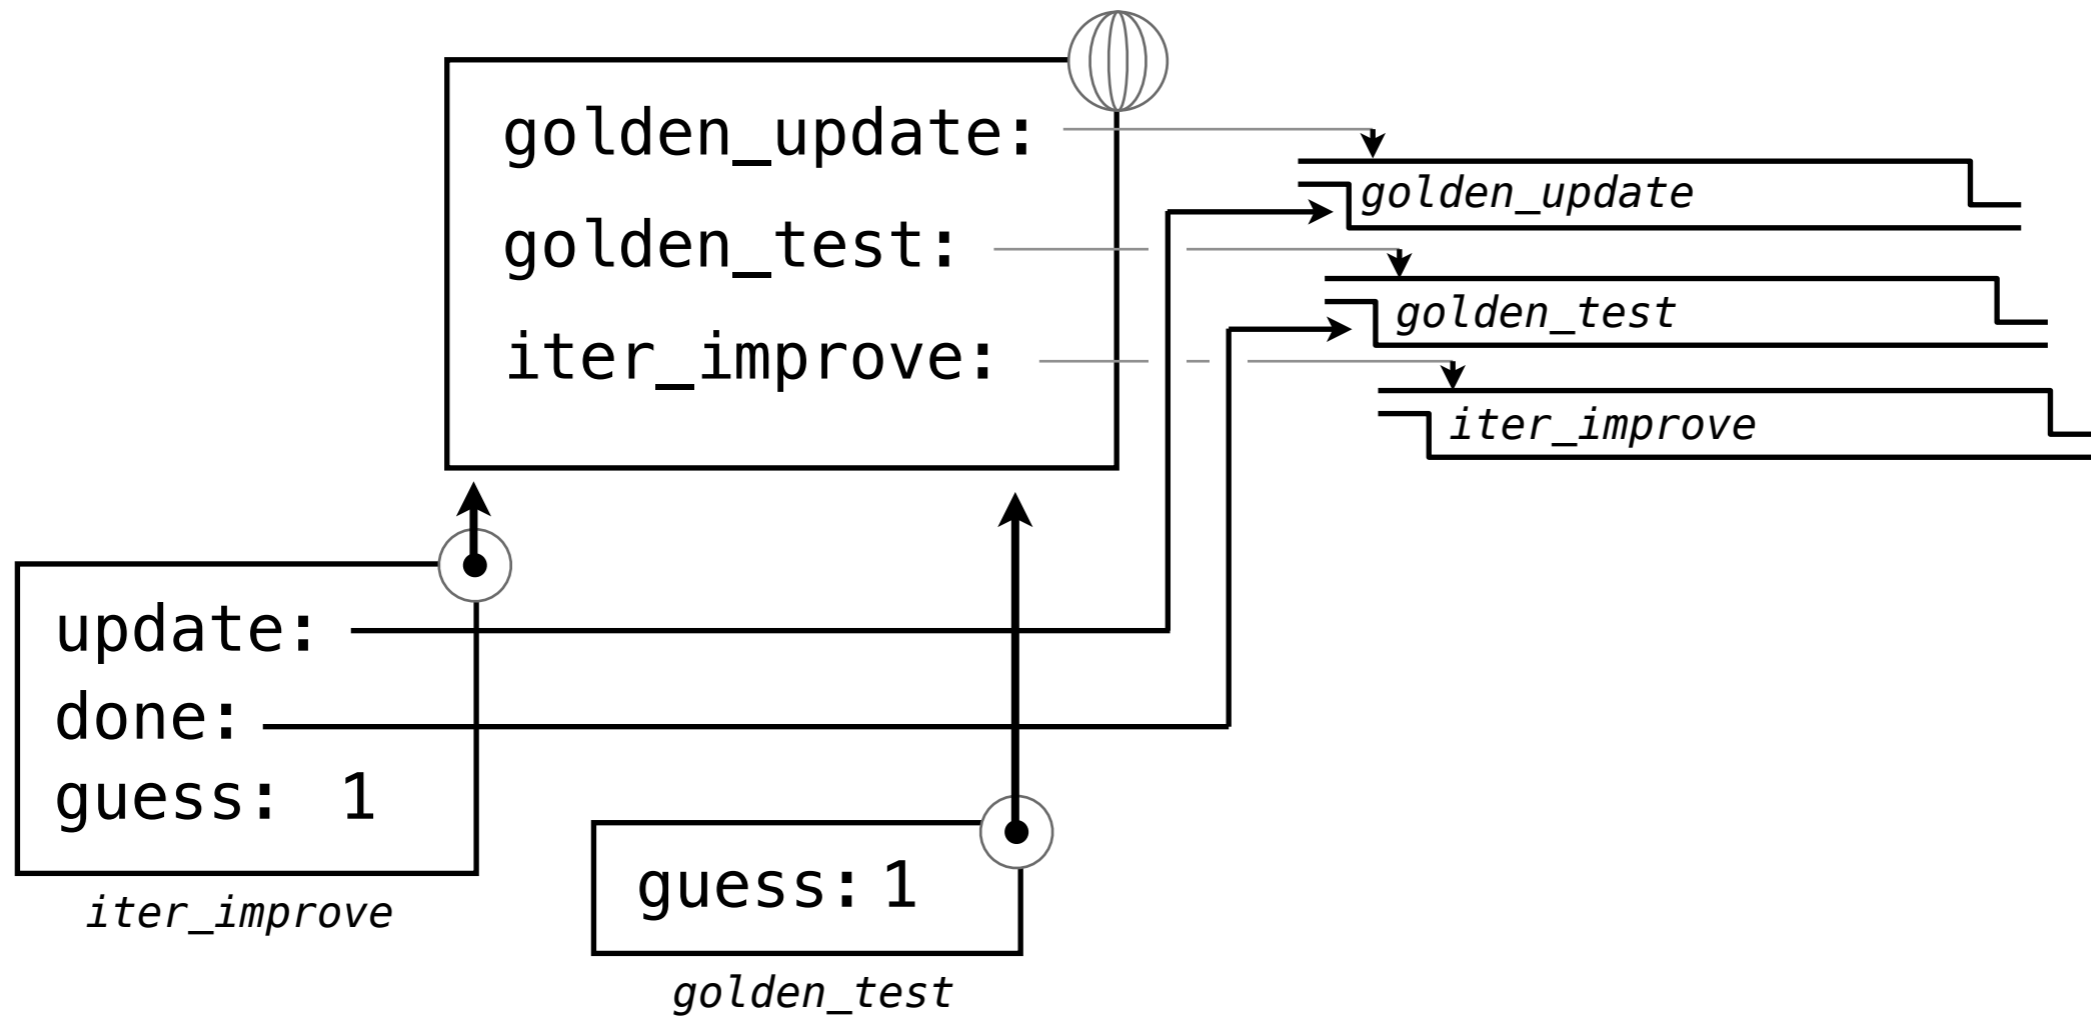 golden_update:
golden_update
golden_test:
golden_test
iter_improve:
iter_improve
update:
done:
guess: 1
iter_improve
guess: 1
golden_test